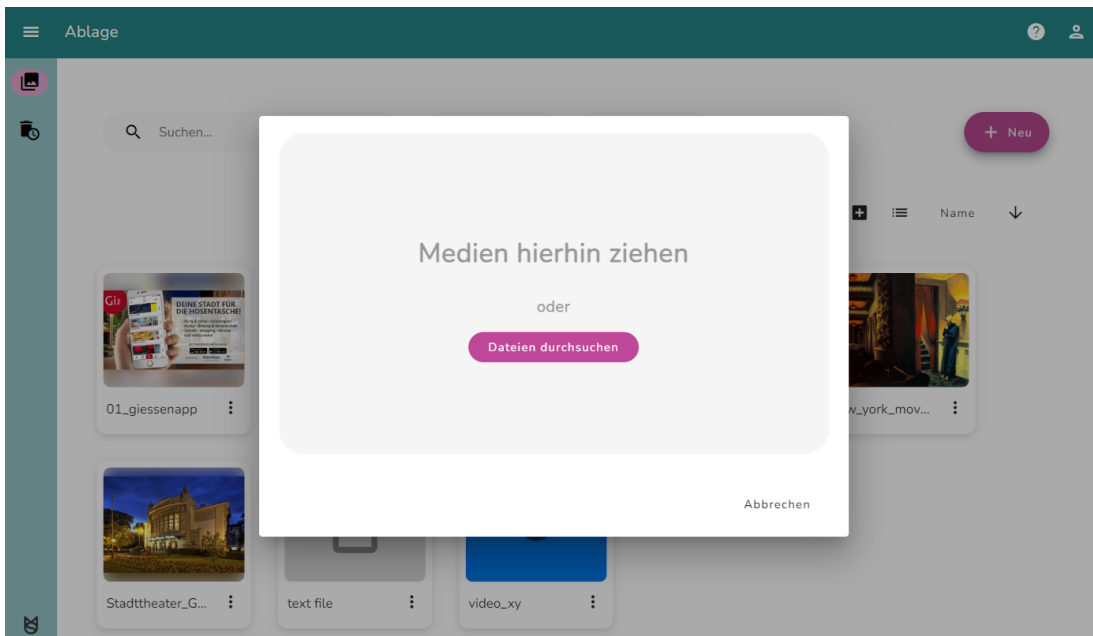 Ablage
Suchen...
Neu
Name
Medien hierhin ziehen
oder
Dateien durchsuchen
Abbrechen
DEINE STADT FÜR
DIE HOSENTASCHE!
01_giessenapp
w_york_mov...
Stadttheater_G...
text file
video_xy